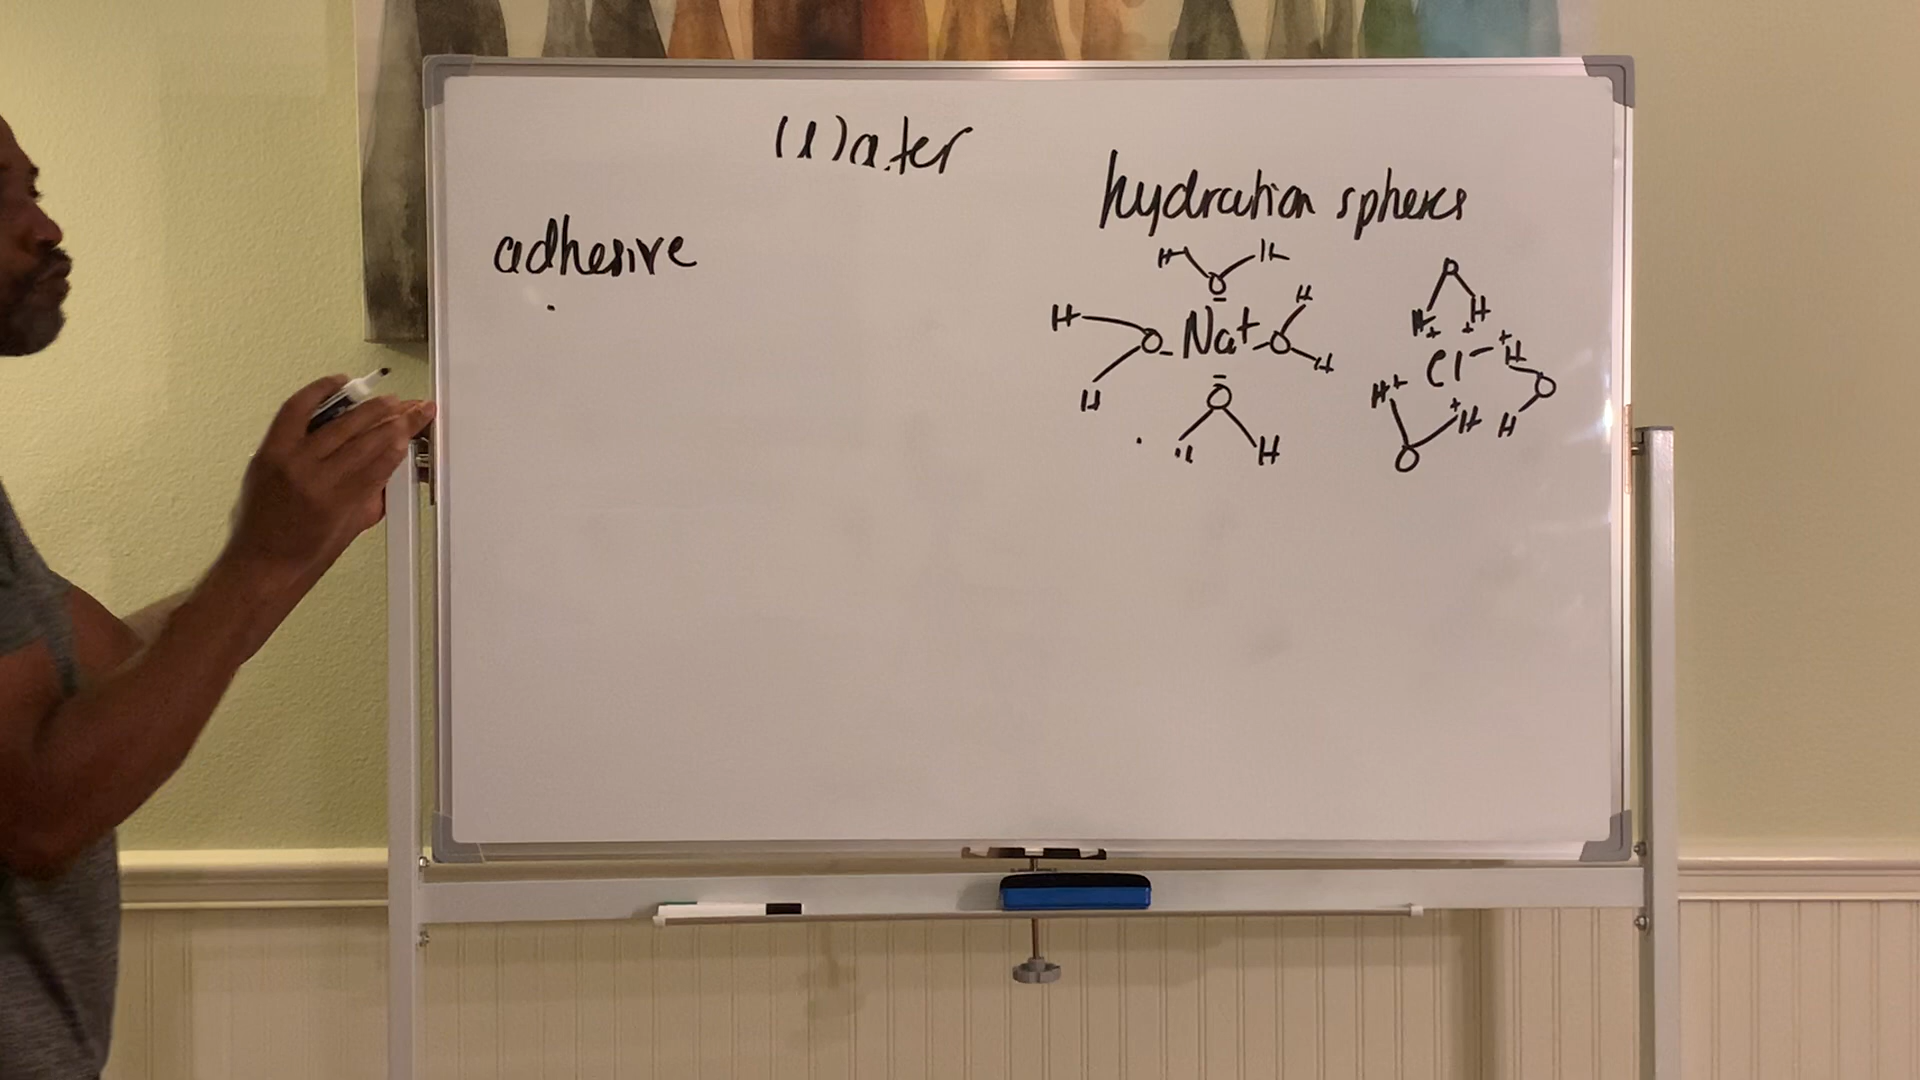 Water
hydration spheres
adhesive
H H
O
H O - Na+ - O H
H H
O
H
O
H+ H+
Cl - +H
O
H+ +H H
O